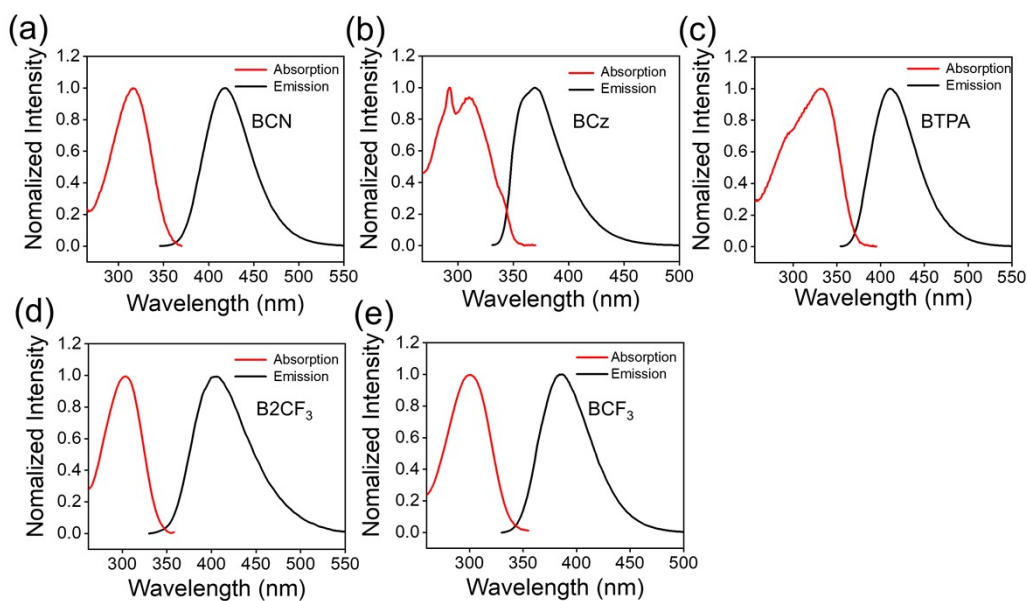 (a)
Nomalized Intensity
1.2
1.0
0.8
0.6
0.4
0.2
0.0
Absorption
Emission
BCN
300 350 400 450 500 550
Wavelength (nm)
(b)
Nomalized Intensity
1.2
1.0
0.8
0.6
0.4
0.2
0.0
Absorption
Emission
BCz
300 350 400 450 500
Wavelength (nm)
(c)
Nomalized Intensity
1.2
1.0
0.8
0.6
0.4
0.2
0.0
Absorption
Emission
BTPA
300 350 400 450 500 550
Wavelength (nm)
(d)
Nomalized Intensity
1.2
1.0
0.8
0.6
0.4
0.2
0.0
Absorption
Emission
B2CF₃
300 350 400 450 500 550
Wavelength (nm)
(e)
Nomalized Intensity
1.2
1.0
0.8
0.6
0.4
0.2
0.0
Absorption
Emission
BCF₃
300 350 400 450 500
Wavelength (nm)